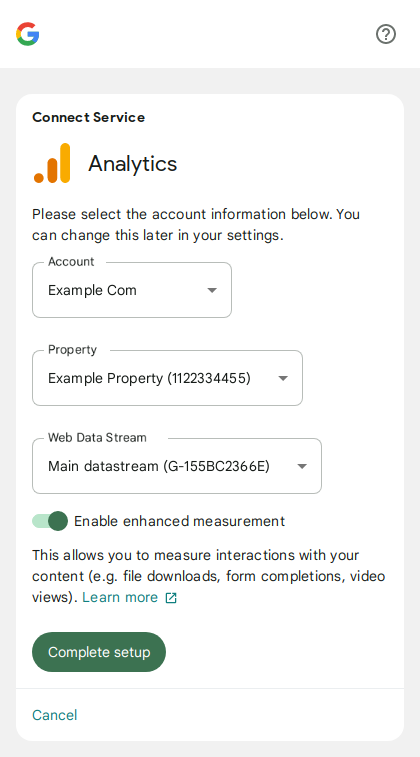 Connect Service
Analytics
Please select the account information below. You
can change this later in your settings.
Account
Example Com
Property
Example Property (1122334455)
Web Data Stream
Main datastream (G-155BC2366E)
Enable enhanced measurement
This allows you to measure interactions with your
content (e.g. file downloads, form completions, video
views). Learn more
Complete setup
Cancel